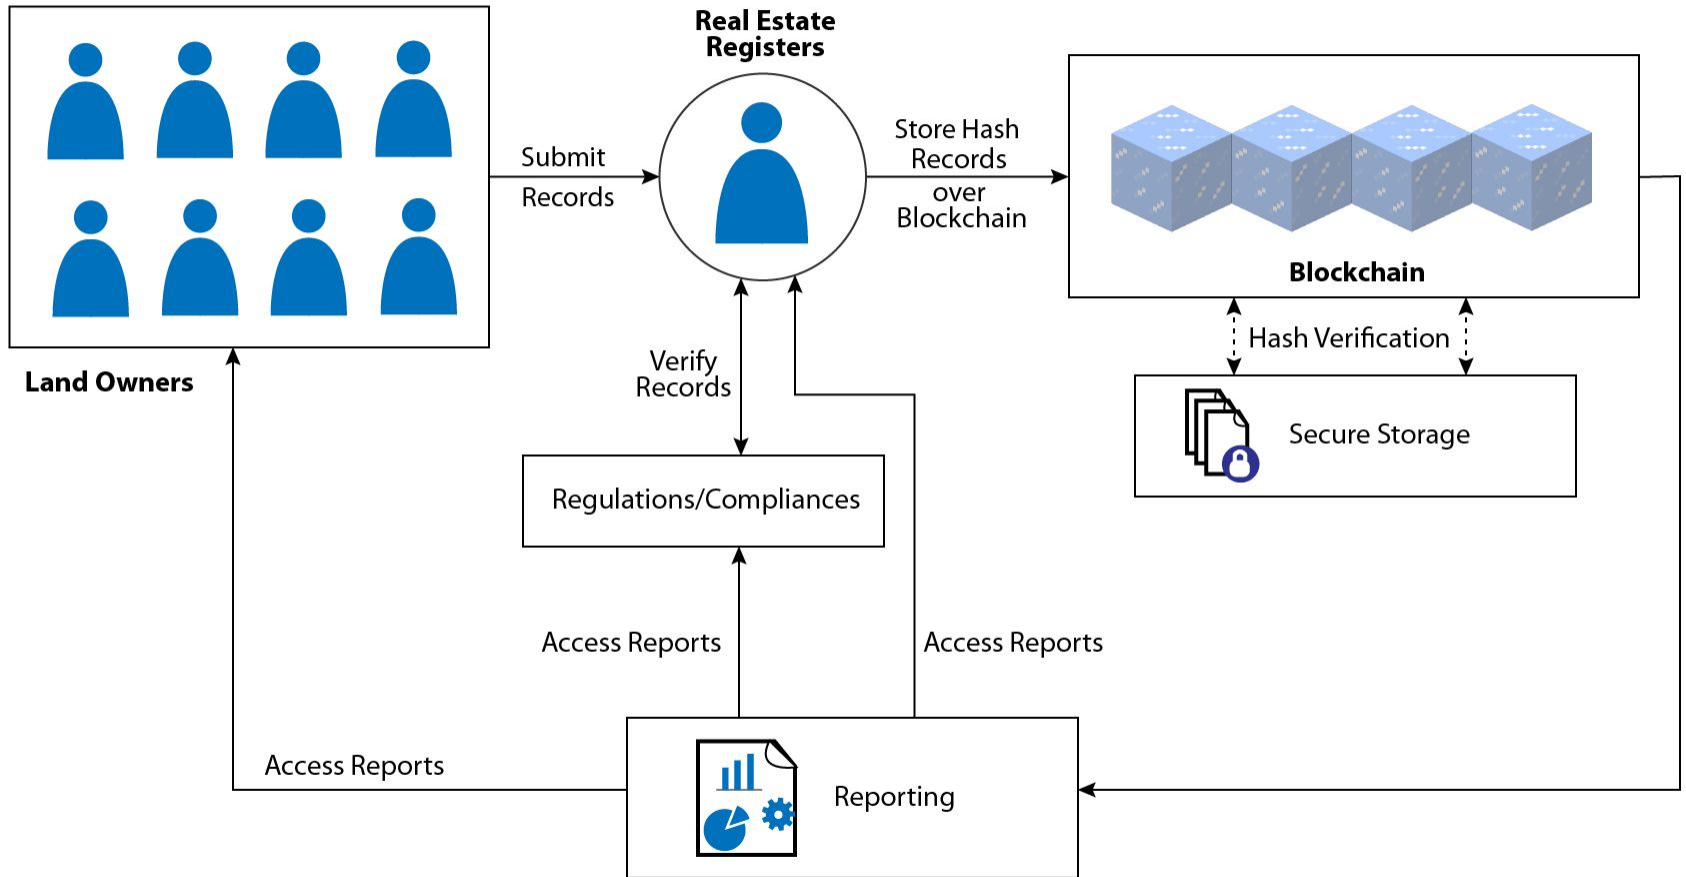 Real Estate
Registers
Submit
Records
Store Hash
Records
over
Blockchain
Blockchain
Land Owners
Verify
Records
Hash Verification
Secure Storage
Regulations/Compliances
Access Reports
Access Reports
Access Reports
Reporting